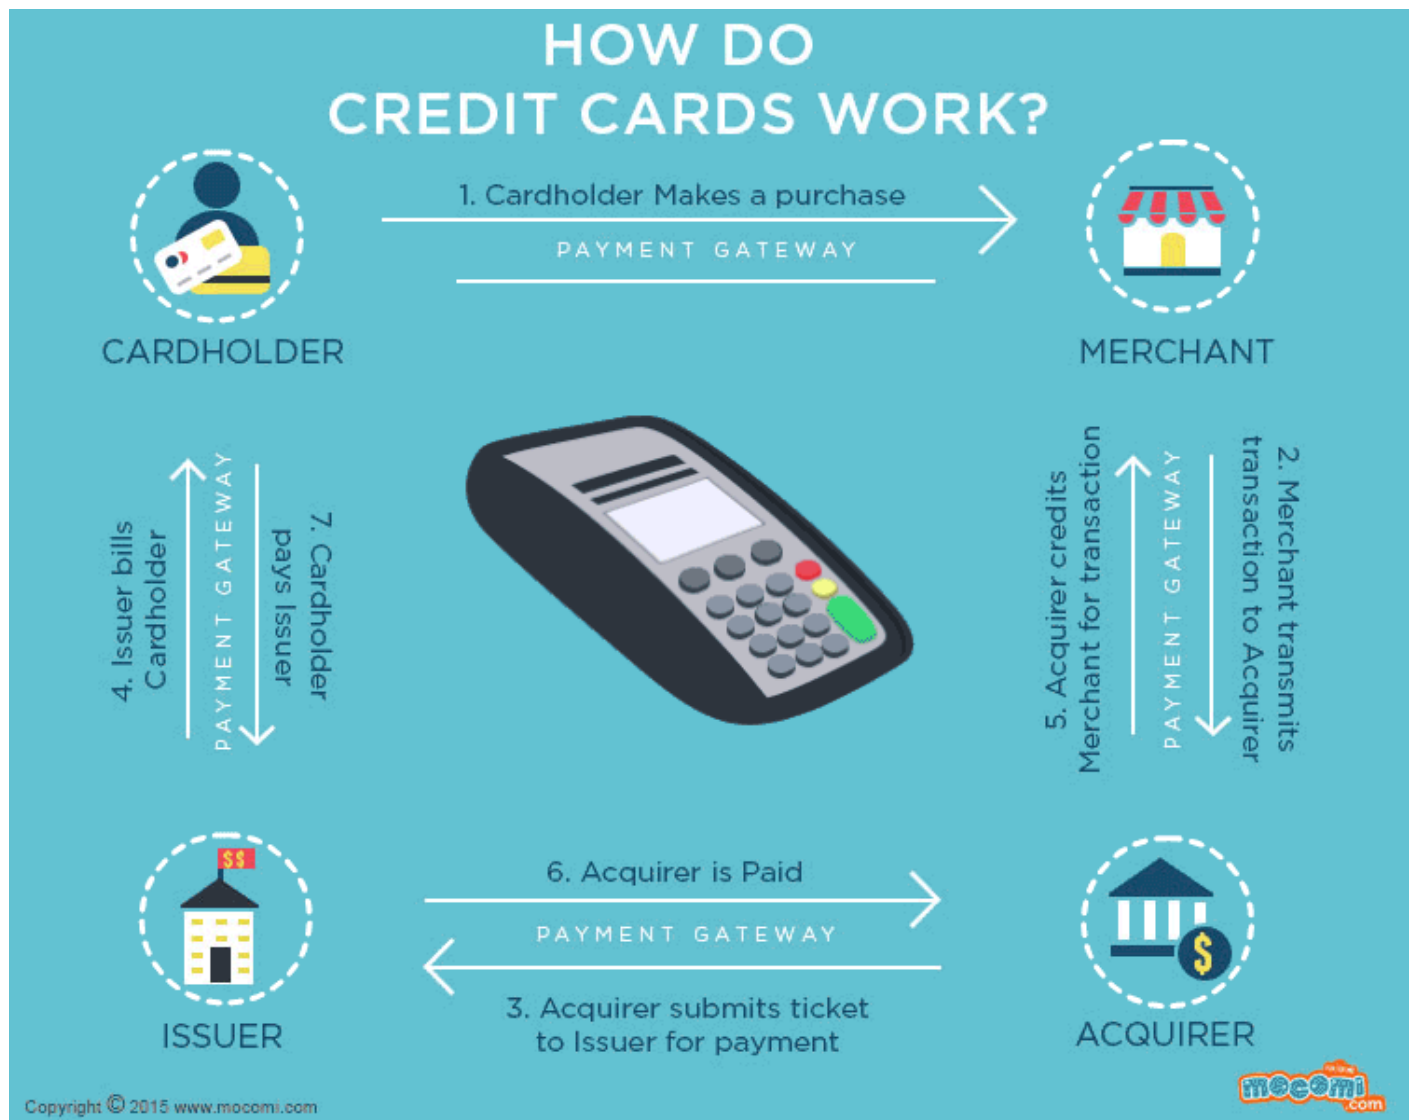 HOW DO
CREDIT CARDS WORK?
1. Cardholder Makes a purchase
PAYMENT GATEWAY
CARDHOLDER
MERCHANT
4. Issuer bills
Cardholder
PAYMENT GATEWAY
7. Cardholder
pays Issuer
5. Acquirer credits
Merchant for transaction
PAYMENT GATEWAY
2. Merchant transmits
transaction to Acquirer
$$
6. Acquirer is Paid
PAYMENT GATEWAY
3. Acquirer submits ticket
to Issuer for payment
$
ISSUER
ACQUIRER
Copyright © 2015 www.mocomi.com
mocomi
.com